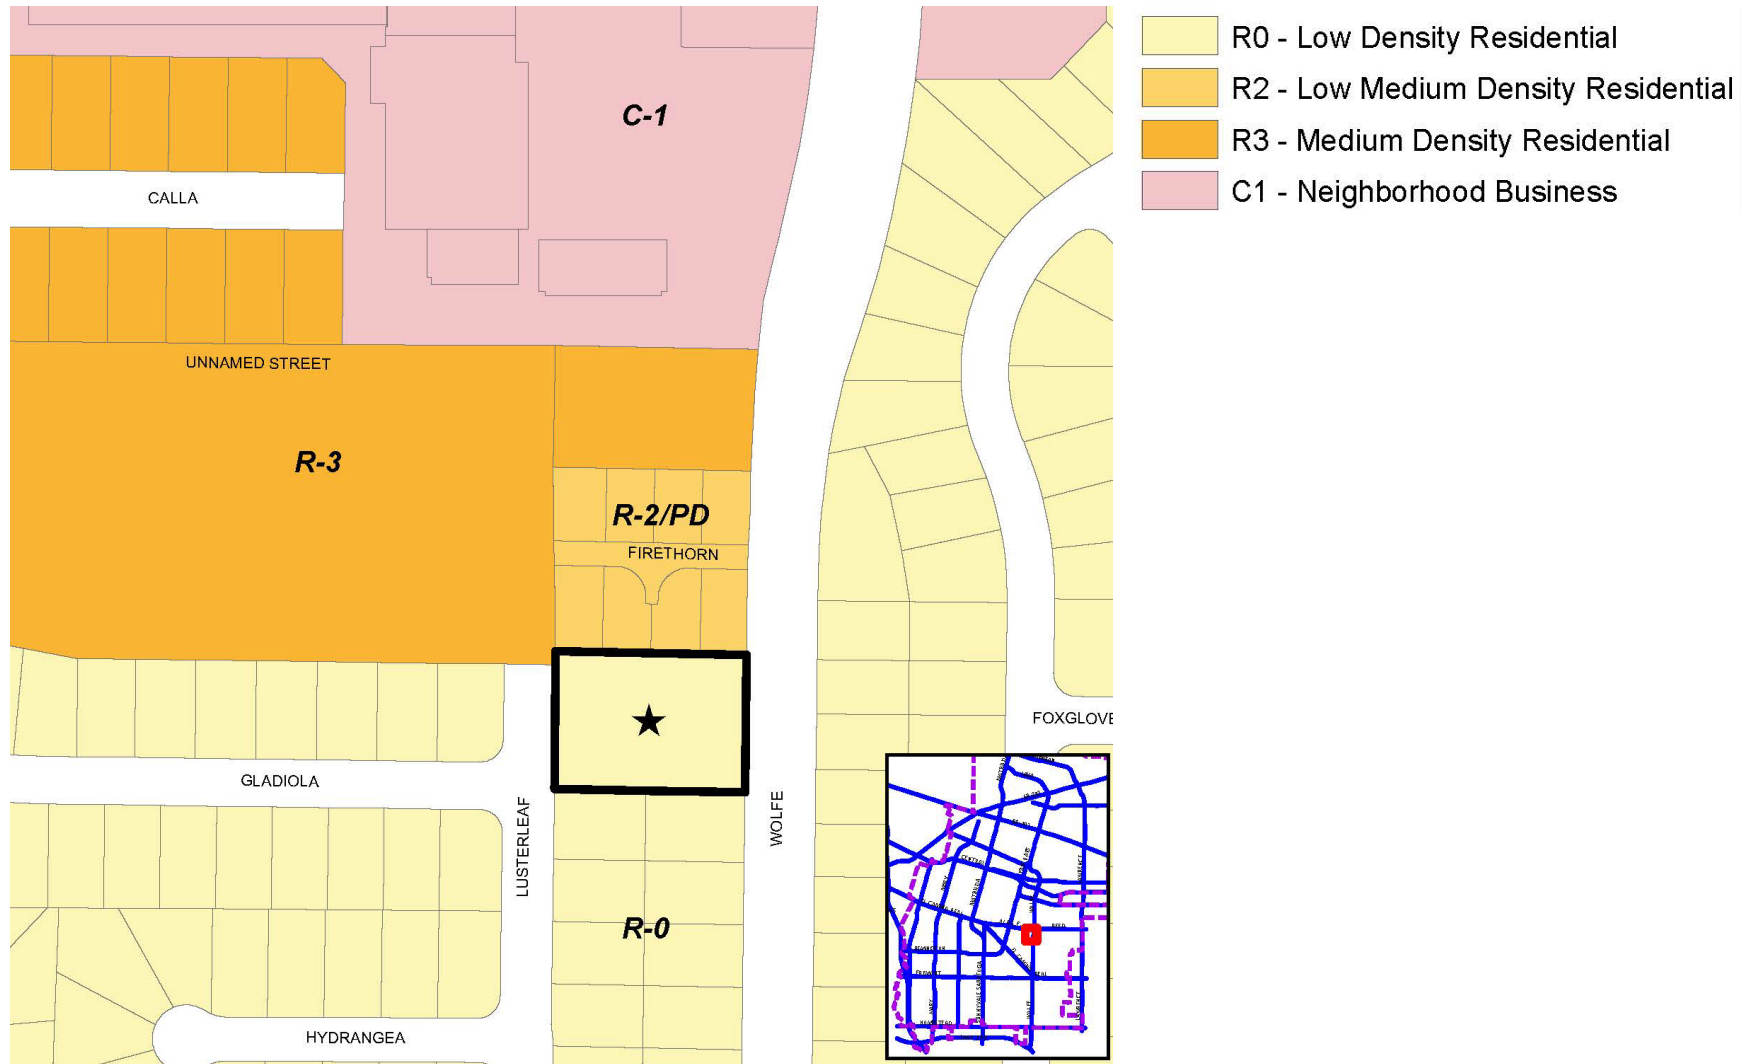 R0 - Low Density Residential
R2 - Low Medium Density Residential
R3 - Medium Density Residential
C1 - Neighborhood Business
C-1
CALLA
UNNAMED STREET
R-3
R-2/PD
FIRETHORN
FOXGLOVE
GLADIOLA
LUSTERLEAF
WOLFE
R-0
HYDRANGEA